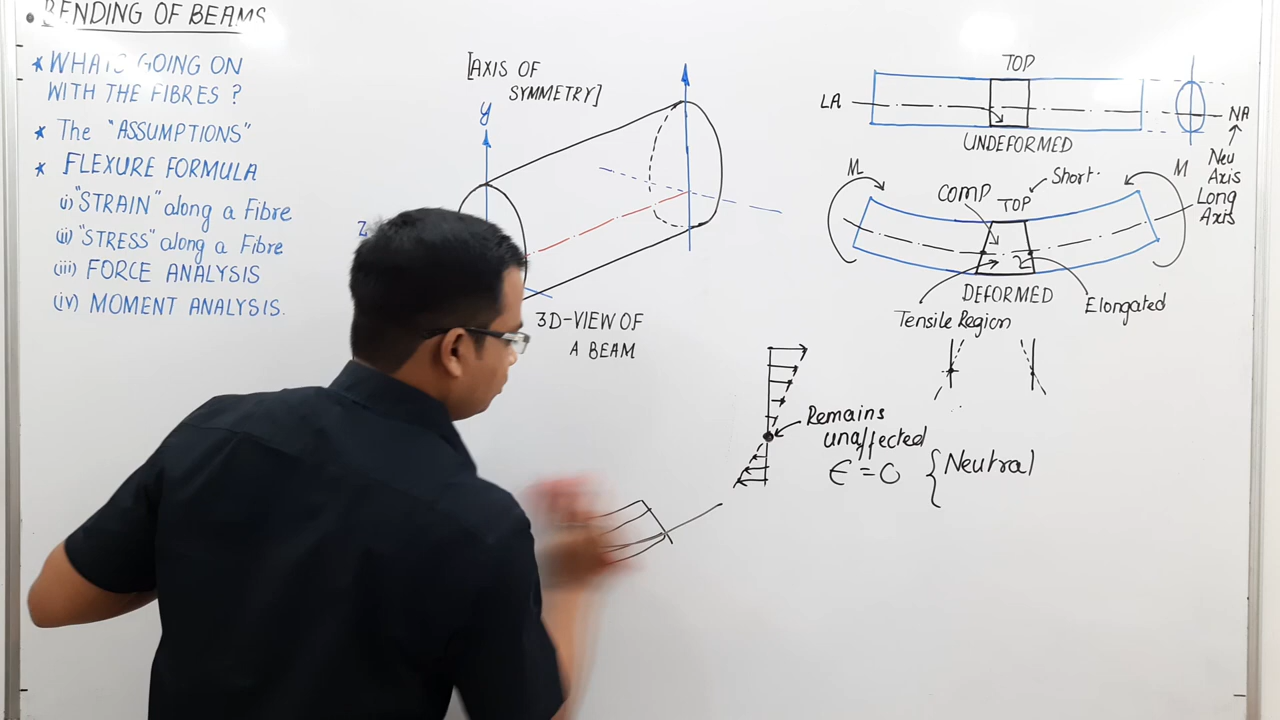 • BENDING OF BEAMS
* WHAT'S GOING ON
WITH THE FIBRES ?
* The "ASSUMPTIONS"
* FLEXURE FORMULA
i) "STRAIN" along a Fibre
ii) "STRESS" along a Fibre
(iii) FORCE ANALYSIS
(iv) MOMENT ANALYSIS.
[AXIS OF
SYMMETRY]
y
z
3D-VIEW OF
A BEAM
TOP
LA
NA
UNDEFORMED
Neu
Axis
Long
Axis
M
M
Short.
COMP
TOP
DEFORMED
Elongated
Tensile Region
Remains
unaffected
ϵ = 0 { Neutral